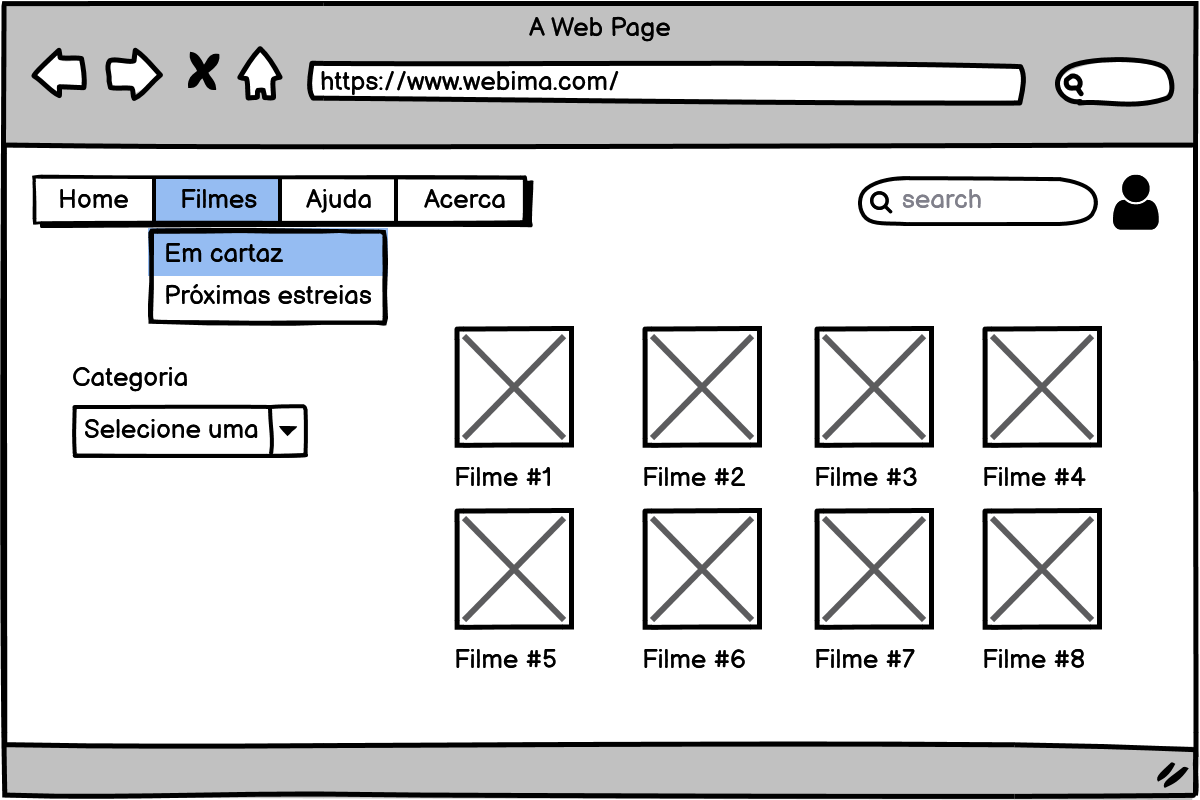 A Web Page
https://www.webima.com/
Home Filmes Ajuda Acerca
search
Em cartaz
Próximas estreias
Categoria
Selecione uma
Filme #1 Filme #2 Filme #3 Filme #4
Filme #5 Filme #6 Filme #7 Filme #8